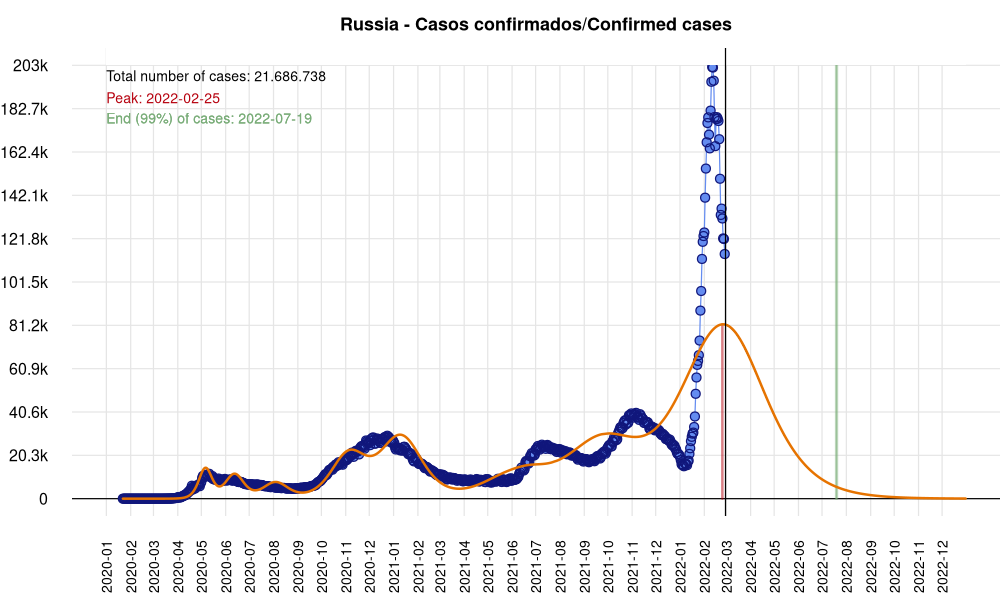 Russia - Casos confirmados/Confirmed cases
Total number of cases: 21.686.738
Peak: 2022-02-25
End (99%) of cases: 2022-07-19
203k
182.7k
162.4k
142.1k
121.8k
101.5k
81.2k
60.9k
40.6k
20.3k
0
2020-01
2020-02
2020-03
2020-04
2020-05
2020-06
2020-07
2020-08
2020-09
2020-10
2020-11
2020-12
2021-01
2021-02
2021-03
2021-04
2021-05
2021-06
2021-07
2021-08
2021-09
2021-10
2021-11
2021-12
2022-01
2022-02
2022-03
2022-04
2022-05
2022-06
2022-07
2022-08
2022-09
2022-10
2022-11
2022-12